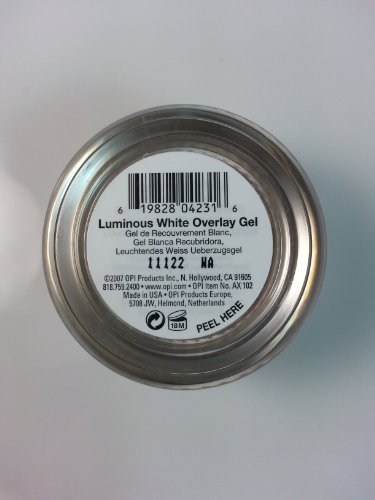 6 19828 04231 6
Luminous White Overlay Gel
Gel de Recouvrement Blanc,
Gel Blanca Recubridora,
Leuchtendes Weiss Ueberzugsgel
11122 WA
©2007 OPI Products Inc., N. Hollywood, CA 91605
818.759.2400 • www.opi.com • OPI Item No. AX 102
Made in USA • OPI Products Europe,
5708 JW, Helmond, Netherlands
18M
PEEL HERE